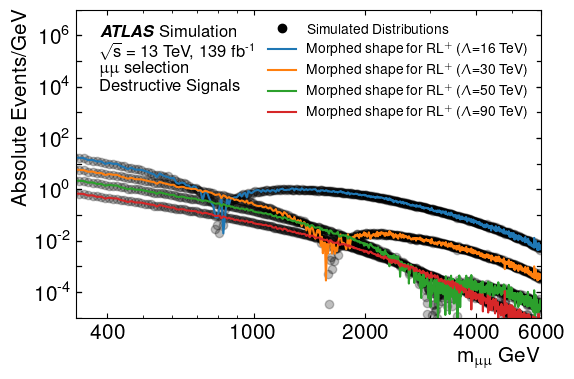 ATLAS Simulation
√s = 13 TeV, 139 fb⁻¹
μμ selection
Destructive Signals
Simulated Distributions
Morphed shape for RL⁺ (Λ=16 TeV)
Morphed shape for RL⁺ (Λ=30 TeV)
Morphed shape for RL⁺ (Λ=50 TeV)
Morphed shape for RL⁺ (Λ=90 TeV)
Absolute Events/GeV
10⁶
10⁴
10²
10⁰
10⁻²
10⁻⁴
400 1000 2000 4000 6000
m_μμ GeV